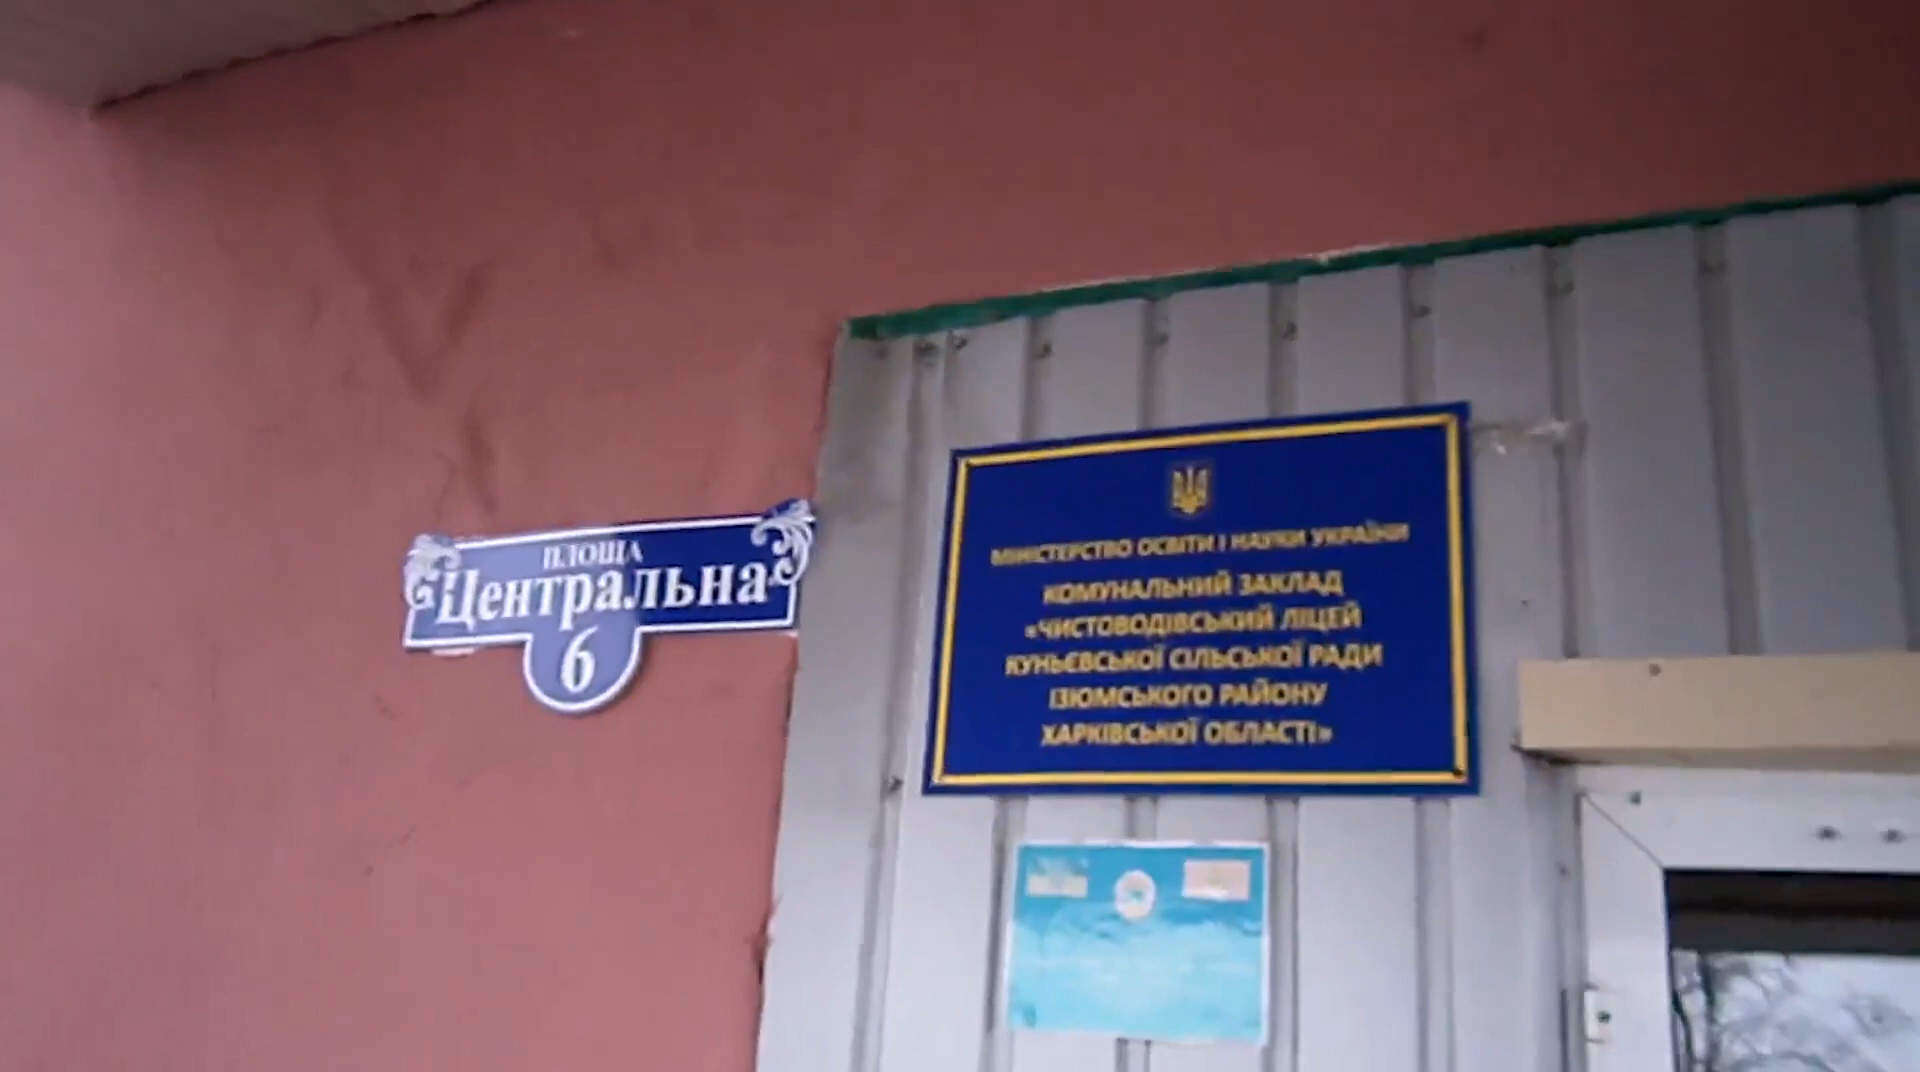 ПЛОЩА
Центральна
6
МІНІСТЕРСТВО ОСВІТИ І НАУКИ УКРАЇНИ
КОМУНАЛЬНИЙ ЗАКЛАД
«ЧИСТОВОДІВСЬКИЙ ЛІЦЕЙ
КУНЬЄВСЬКОЇ СІЛЬСЬКОЇ РАДИ
ІЗЮМСЬКОГО РАЙОНУ
ХАРКІВСЬКОЇ ОБЛАСТІ»